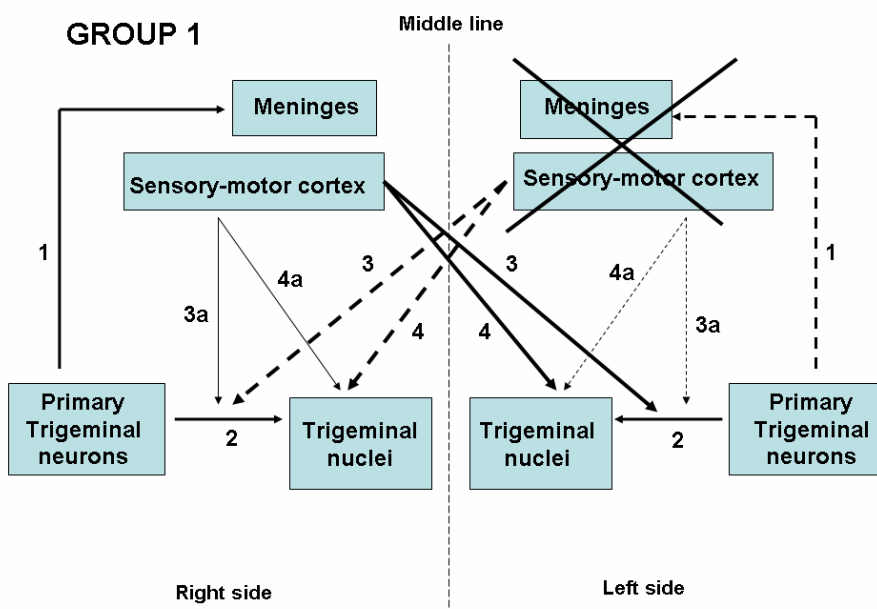 GROUP 1
Middle line
Meninges
Meninges
Sensory-motor cortex
Sensory-motor cortex
1
3
3
1
4a
4a
3a
3a
4
4
Primary
Trigeminal
neurons
2
Trigeminal
nuclei
Trigeminal
nuclei
2
Primary
Trigeminal
neurons
Right side
Left side